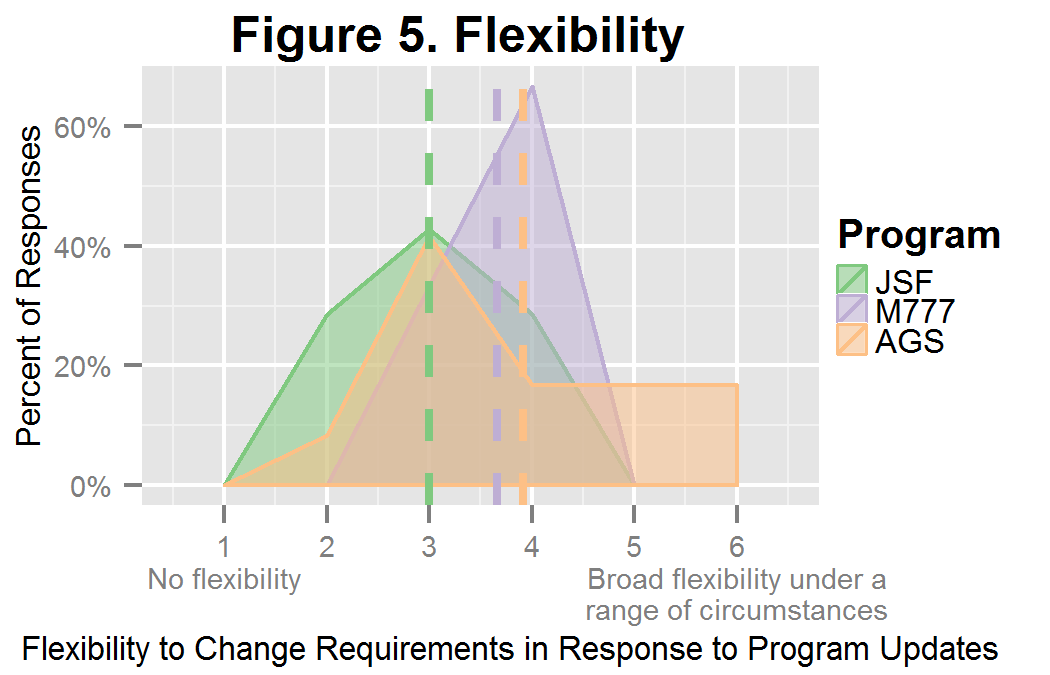 Figure 5. Flexibility
Percent of Responses
60%
40%
20%
0%
1 2 3 4 5 6
No flexibility
Broad flexibility under a
range of circumstances
Flexibility to Change Requirements in Response to Program Updates
Program
JSF
M777
AGS